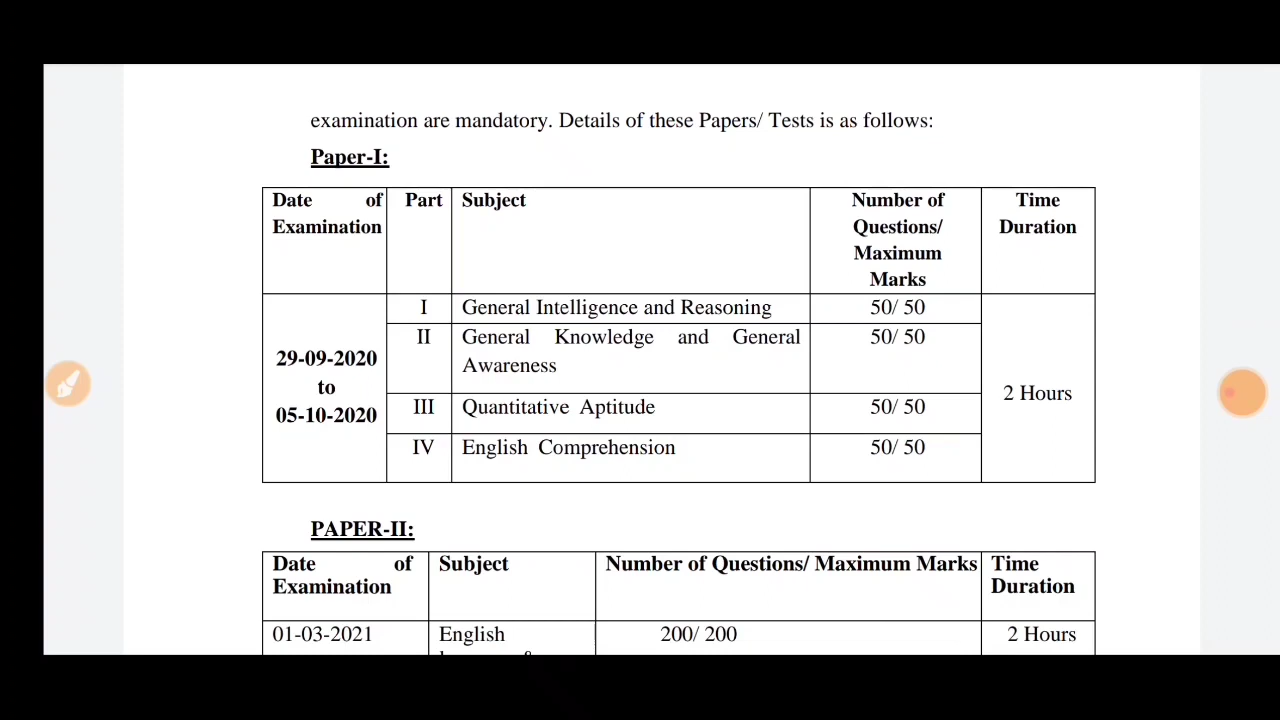 examination are mandatory. Details of these Papers/ Tests is as follows:
Paper-I:
Date of Examination Part Subject Number of Questions/ Maximum Marks Time Duration
29-09-2020 to 05-10-2020
I General Intelligence and Reasoning 50/ 50
II General Knowledge and General Awareness 50/ 50
III Quantitative Aptitude 50/ 50
IV English Comprehension 50/ 50
2 Hours
PAPER-II:
Date of Examination Subject Number of Questions/ Maximum Marks Time Duration
01-03-2021 English 200/ 200 2 Hours